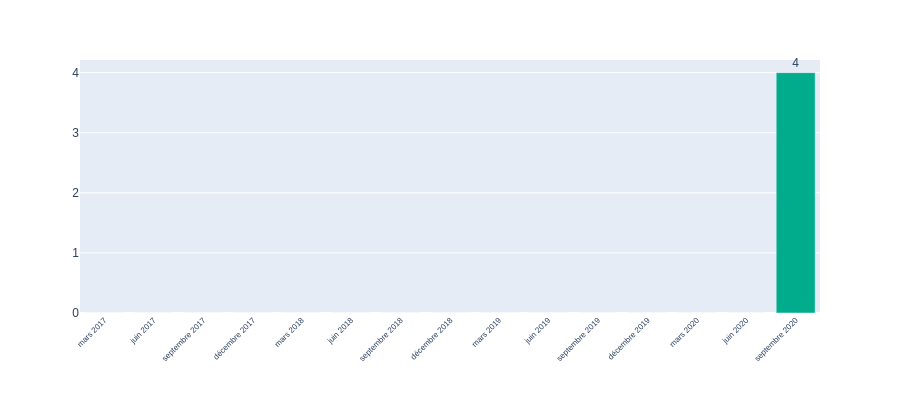 4
4
3
2
1
0
mars 2017
juin 2017
septembre 2017
décembre 2017
mars 2018
juin 2018
septembre 2018
décembre 2018
mars 2019
juin 2019
septembre 2019
décembre 2019
mars 2020
juin 2020
septembre 2020